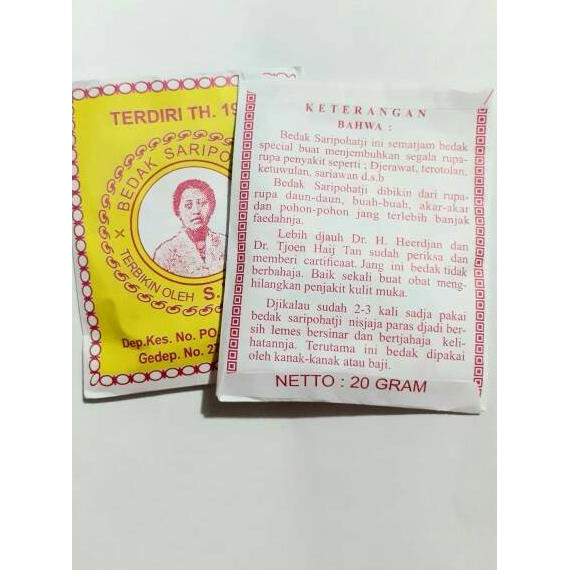 TERDIRI TH. 19
BEDAK SARIPO
TERBIKIN OLEH S.
Dep.Kes. No. PO.
Gedep. No. 2
KETERANGAN
BAHWA :
Bedak Saripohatji ini sematjam bedak
special buat menjembuhkan segala rupa-
rupa penyakit seperti ; Djerawat, terotolan,
ketuwulan, sariawan d.s.b
Bedak Saripohatji dibikin dari rupa-
rupa daun-daun, buah-buah, akar-akar
dan pohon-pohon jang terlebih banjak
faedahnja.
Lebih djauh Dr. H. Heerdjan dan
Dr. Tjoen Haij Tan sudah periksa dan
memberi cartificaat. Jang ini bedak tidak
berbahaja. Baik sekali buat obat meng-
hilangkan penjakit kulit muka.
Djikalau sudah 2-3 kali sadja pakai
bedak saripohatji nisjaja paras djadi ber-
sih lemes bersinar dan bertjahaja keli-
hatannja. Terutama ini bedak dipakai
oleh kanak-kanak atau baji.
NETTO : 20 GRAM